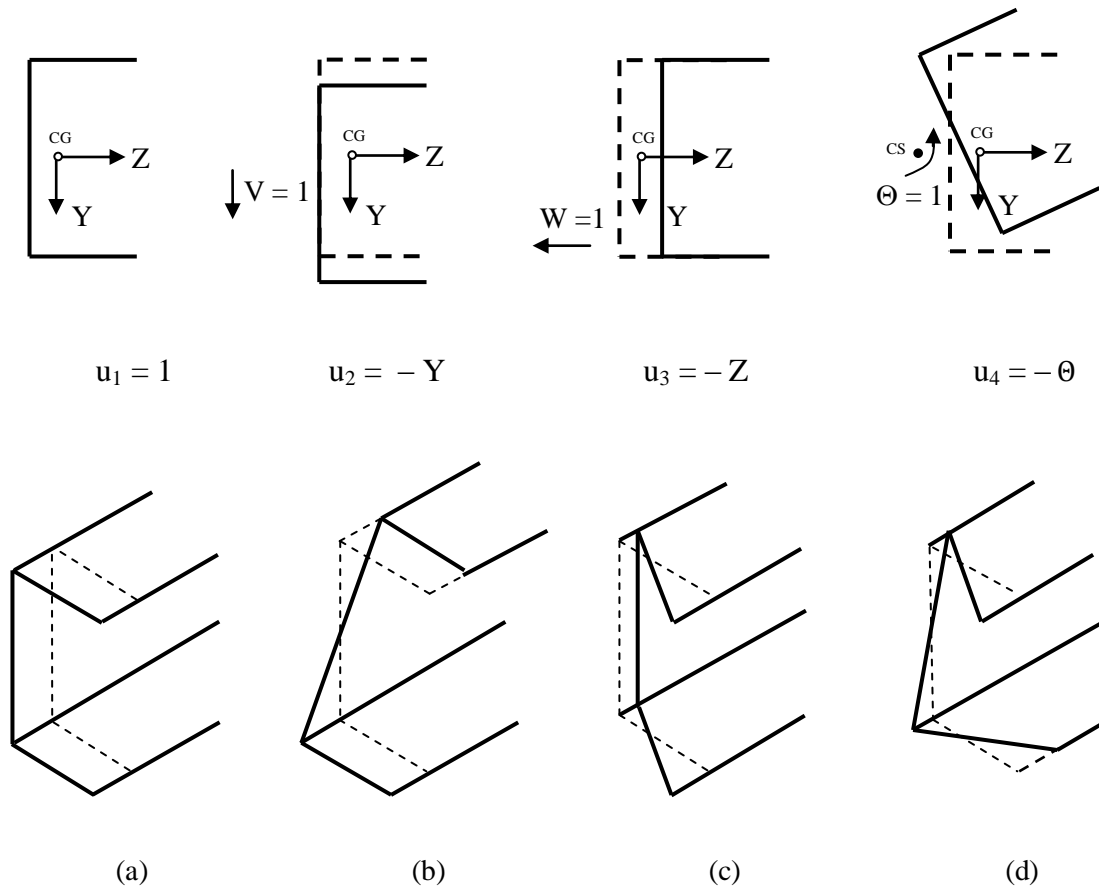 CG
Z
Y
V = 1
CG
Z
Y
W =1
CG
Z
Y
CS
Θ = 1
CG
Z
Y
u1 = 1
u2 = – Y
u3 = – Z
u4 = – Θ
(a)
(b)
(c)
(d)